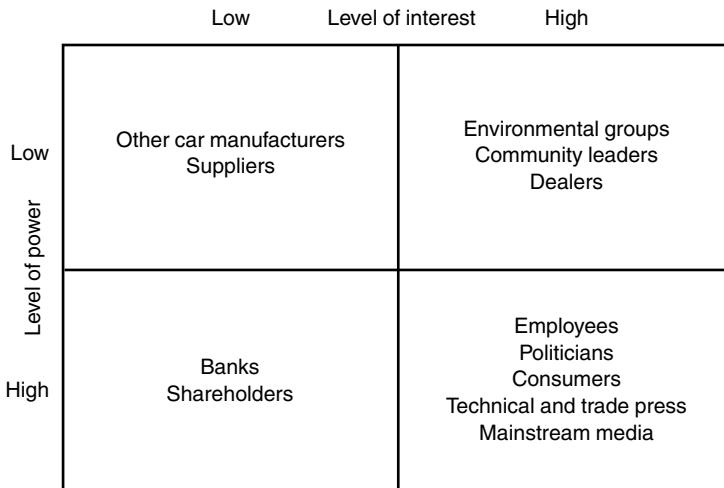 Low Level of interest High
Low
Other car manufacturers
Suppliers
Environmental groups
Community leaders
Dealers
Level of power
High
Banks
Shareholders
Employees
Politicians
Consumers
Technical and trade press
Mainstream media